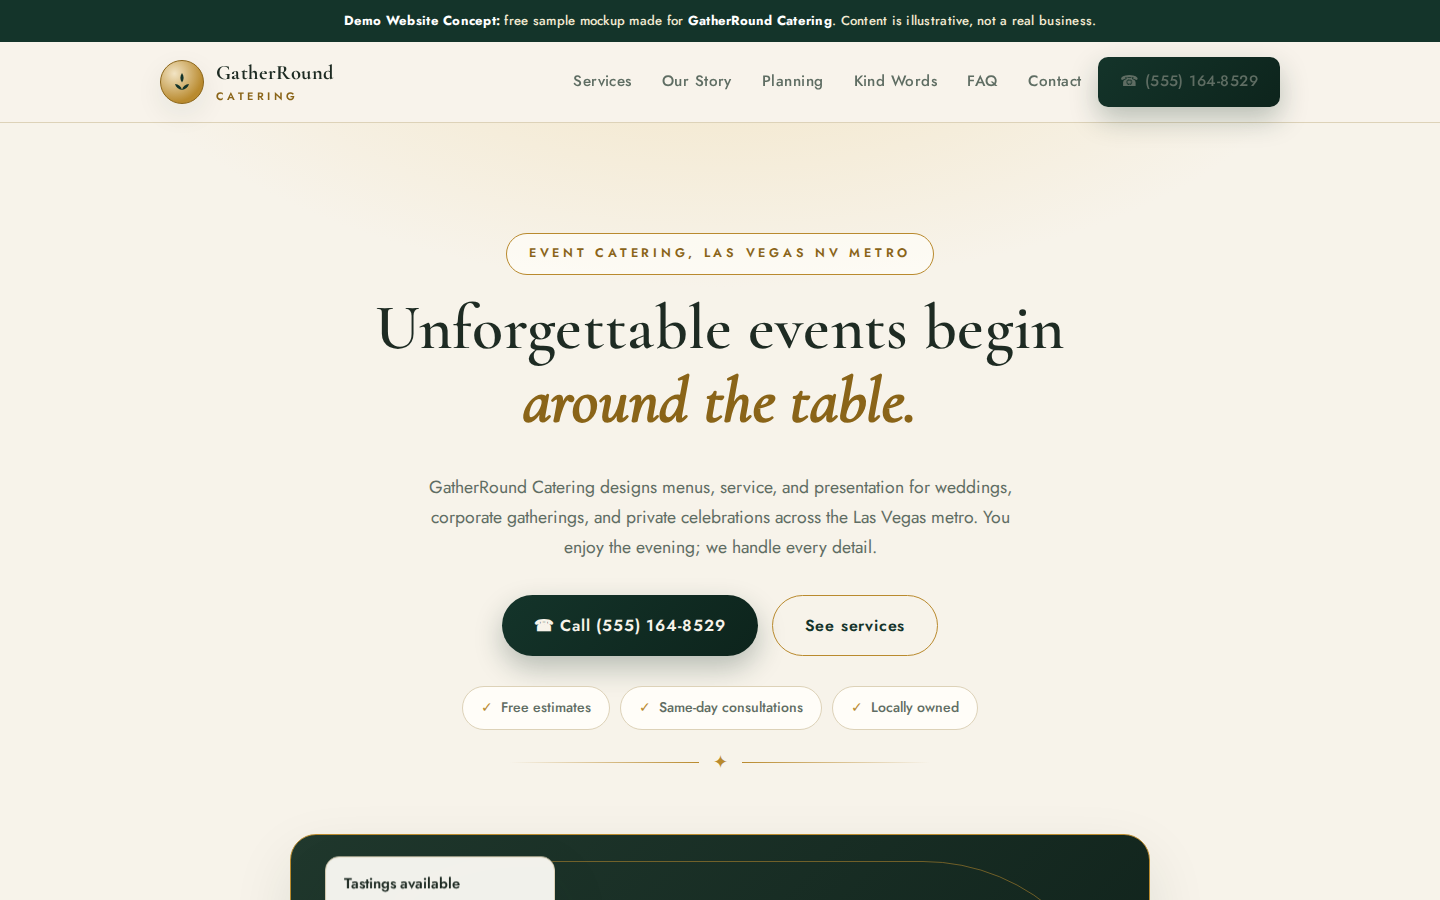 Demo Website Concept: free sample mockup made for GatherRound Catering. Content is illustrative, not a real business.
GatherRound
CATERING
Services
Our Story
Planning
Kind Words
FAQ
Contact
☎ (555) 164-8529
EVENT CATERING, LAS VEGAS NV METRO
Unforgettable events begin
around the table.
GatherRound Catering designs menus, service, and presentation for weddings,
corporate gatherings, and private celebrations across the Las Vegas metro. You
enjoy the evening; we handle every detail.
☎ Call (555) 164-8529
See services
✓ Free estimates
✓ Same-day consultations
✓ Locally owned
Tastings available